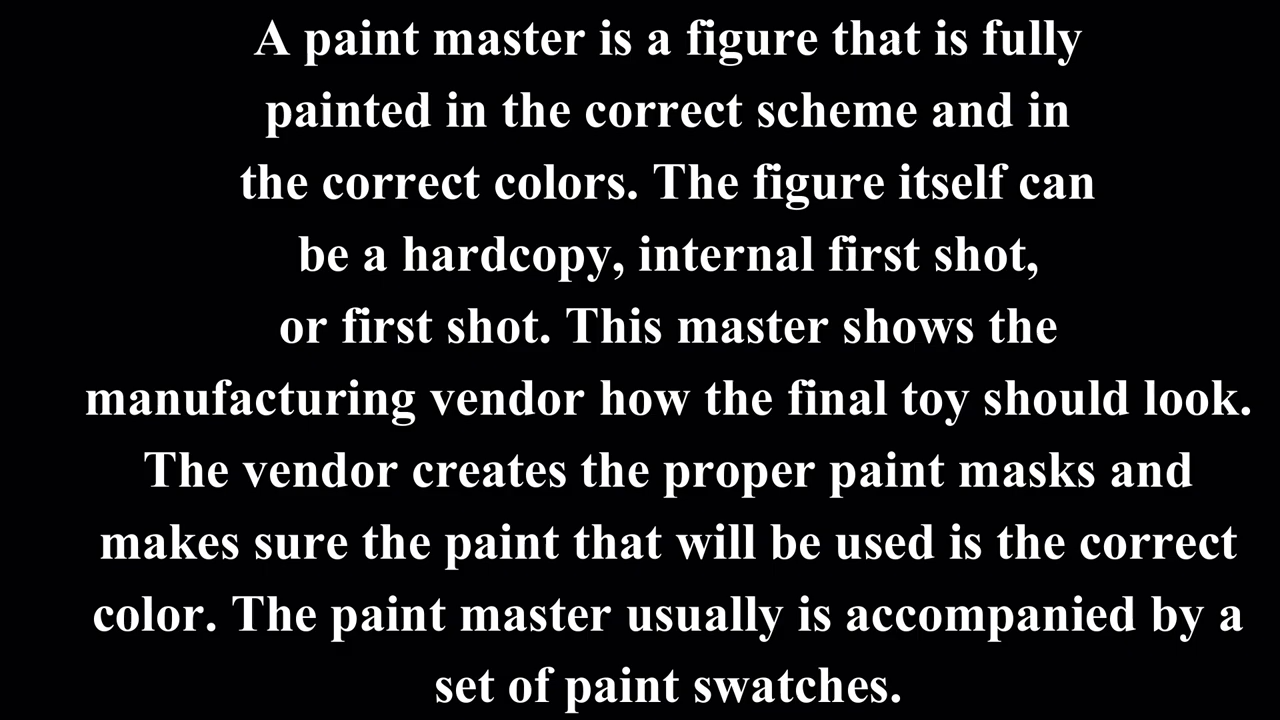 A paint master is a figure that is fully
painted in the correct scheme and in
the correct colors. The figure itself can
be a hardcopy, internal first shot,
or first shot. This master shows the
manufacturing vendor how the final toy should look.
The vendor creates the proper paint masks and
makes sure the paint that will be used is the correct
color. The paint master usually is accompanied by a
set of paint swatches.